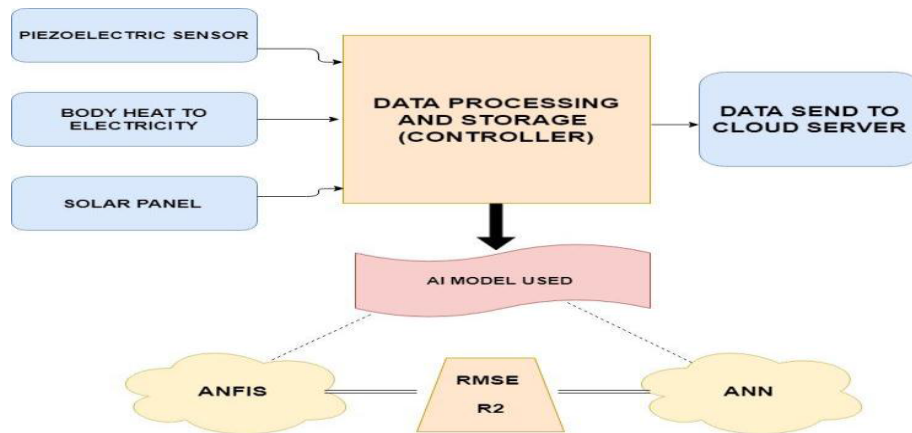 PIEZOELECTRIC SENSOR
BODY HEAT TO
ELECTRICITY
SOLAR PANEL
DATA PROCESSING
AND STORAGE
(CONTROLLER)
DATA SEND TO
CLOUD SERVER
AI MODEL USED
ANFIS
RMSE
R2
ANN